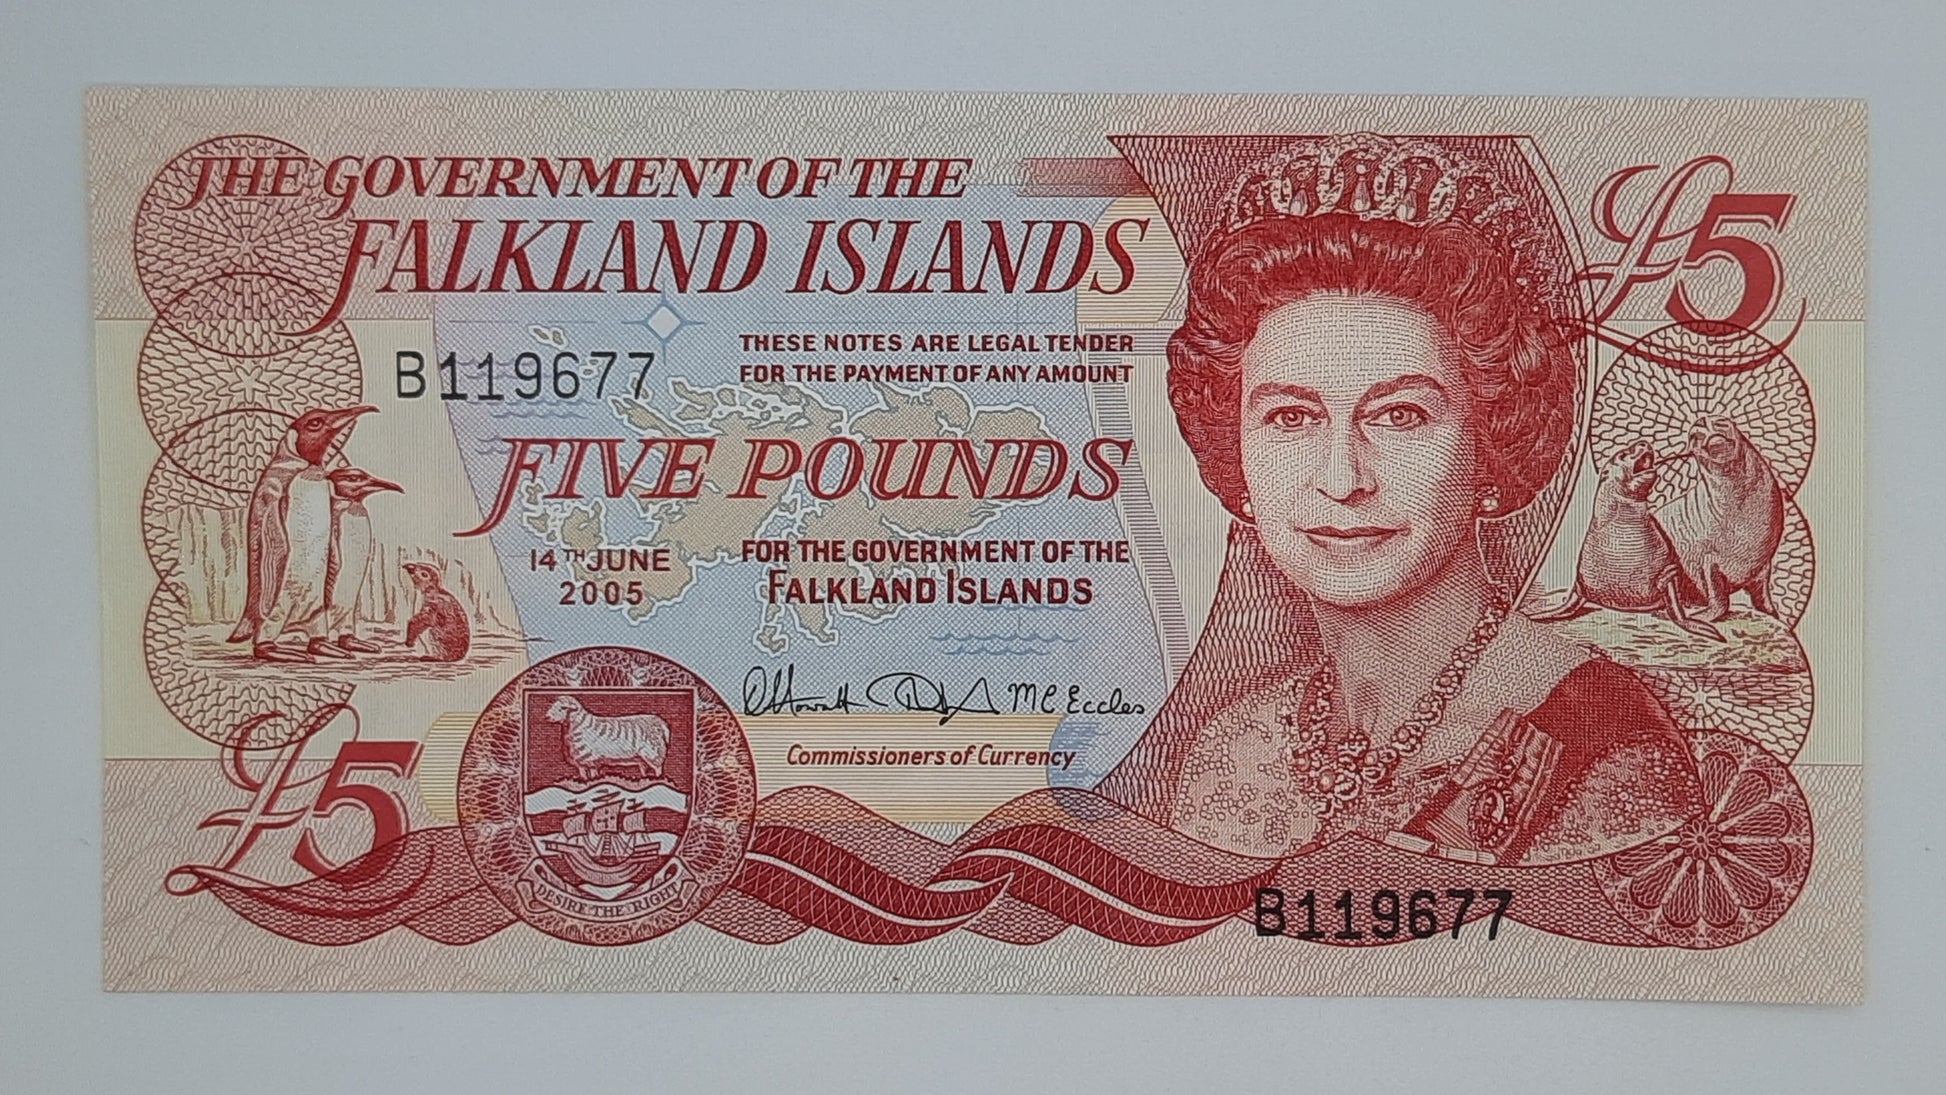 THE GOVERNMENT OF THE
FALKLAND ISLANDS
£5
B119677
THESE NOTES ARE LEGAL TENDER
FOR THE PAYMENT OF ANY AMOUNT
FIVE POUNDS
14TH JUNE
2005
FOR THE GOVERNMENT OF THE
FALKLAND ISLANDS
MC Eccles
Commissioners of Currency
£5
DESIRE THE RIGHT
B119677